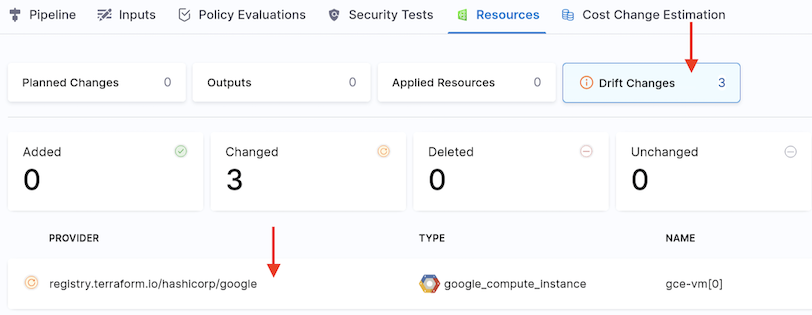 Pipeline Inputs Policy Evaluations Security Tests Resources Cost Change Estimation
Planned Changes 0 Outputs 0 Applied Resources 0 Drift Changes 3
Added Changed Deleted Unchanged
0 3 0 0
PROVIDER TYPE NAME
registry.terraform.io/hashicorp/google google_compute_instance gce-vm[0]